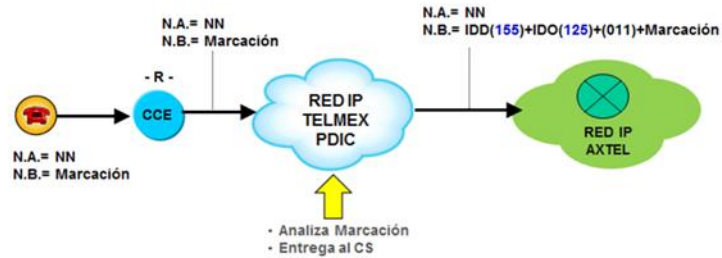 N.A.= NN
N.B.= Marcación
- R -
CCE
N.A.= NN
N.B.= Marcación
RED IP
TELMEX
PDIC
- Analiza Marcación
- Entrega al CS
N.A.= NN
N.B.= IDD(155)+IDO(125)+(011)+Marcación
RED IP
AXTEL